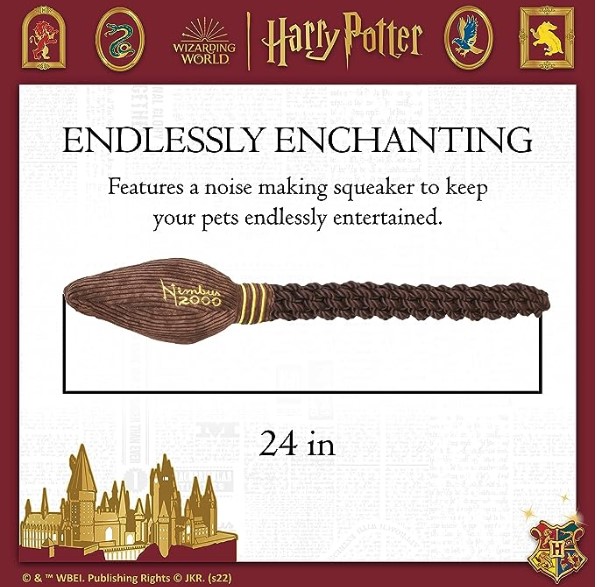 WIZARDING
WORLD
Harry Potter
ENDLESSLY ENCHANTING
Features a noise making squeaker to keep
your pets endlessly entertained.
Nimbus
2000
24 in
H
© & ™ WBEI. Publishing Rights © JKR. (s22)